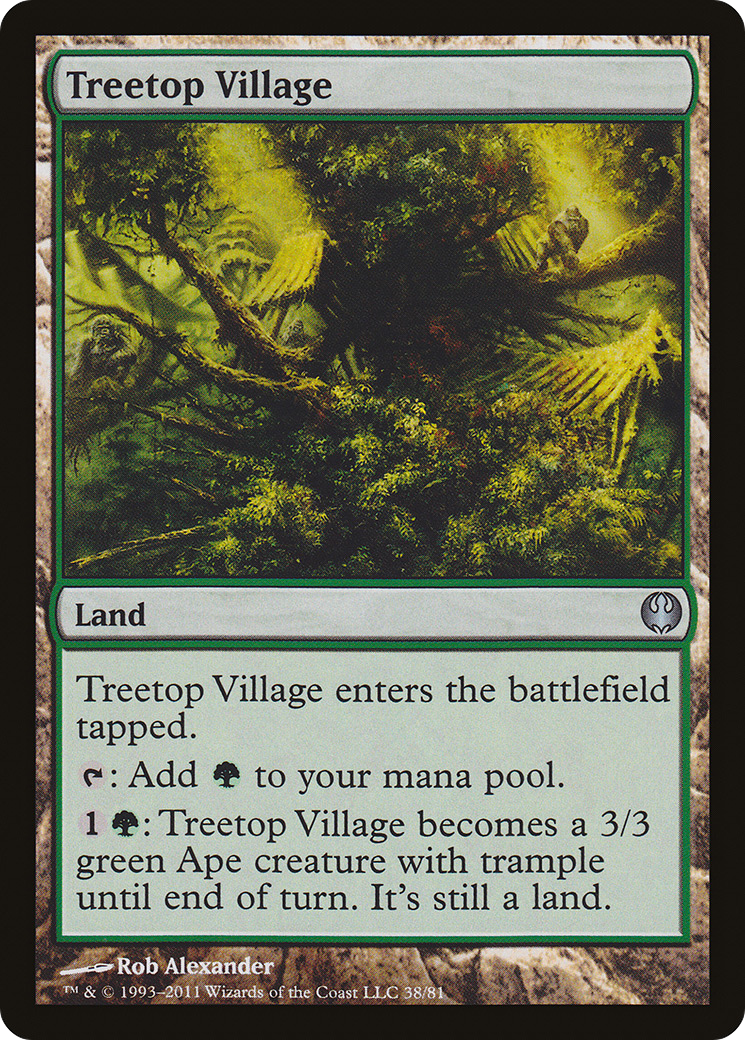 Treetop Village
Land
Treetop Village enters the battlefield
tapped.
: Add to your mana pool.
1 : Treetop Village becomes a 3/3
green Ape creature with trample
until end of turn. It's still a land.
Rob Alexander
™ & © 1993–2011 Wizards of the Coast LLC 38/81